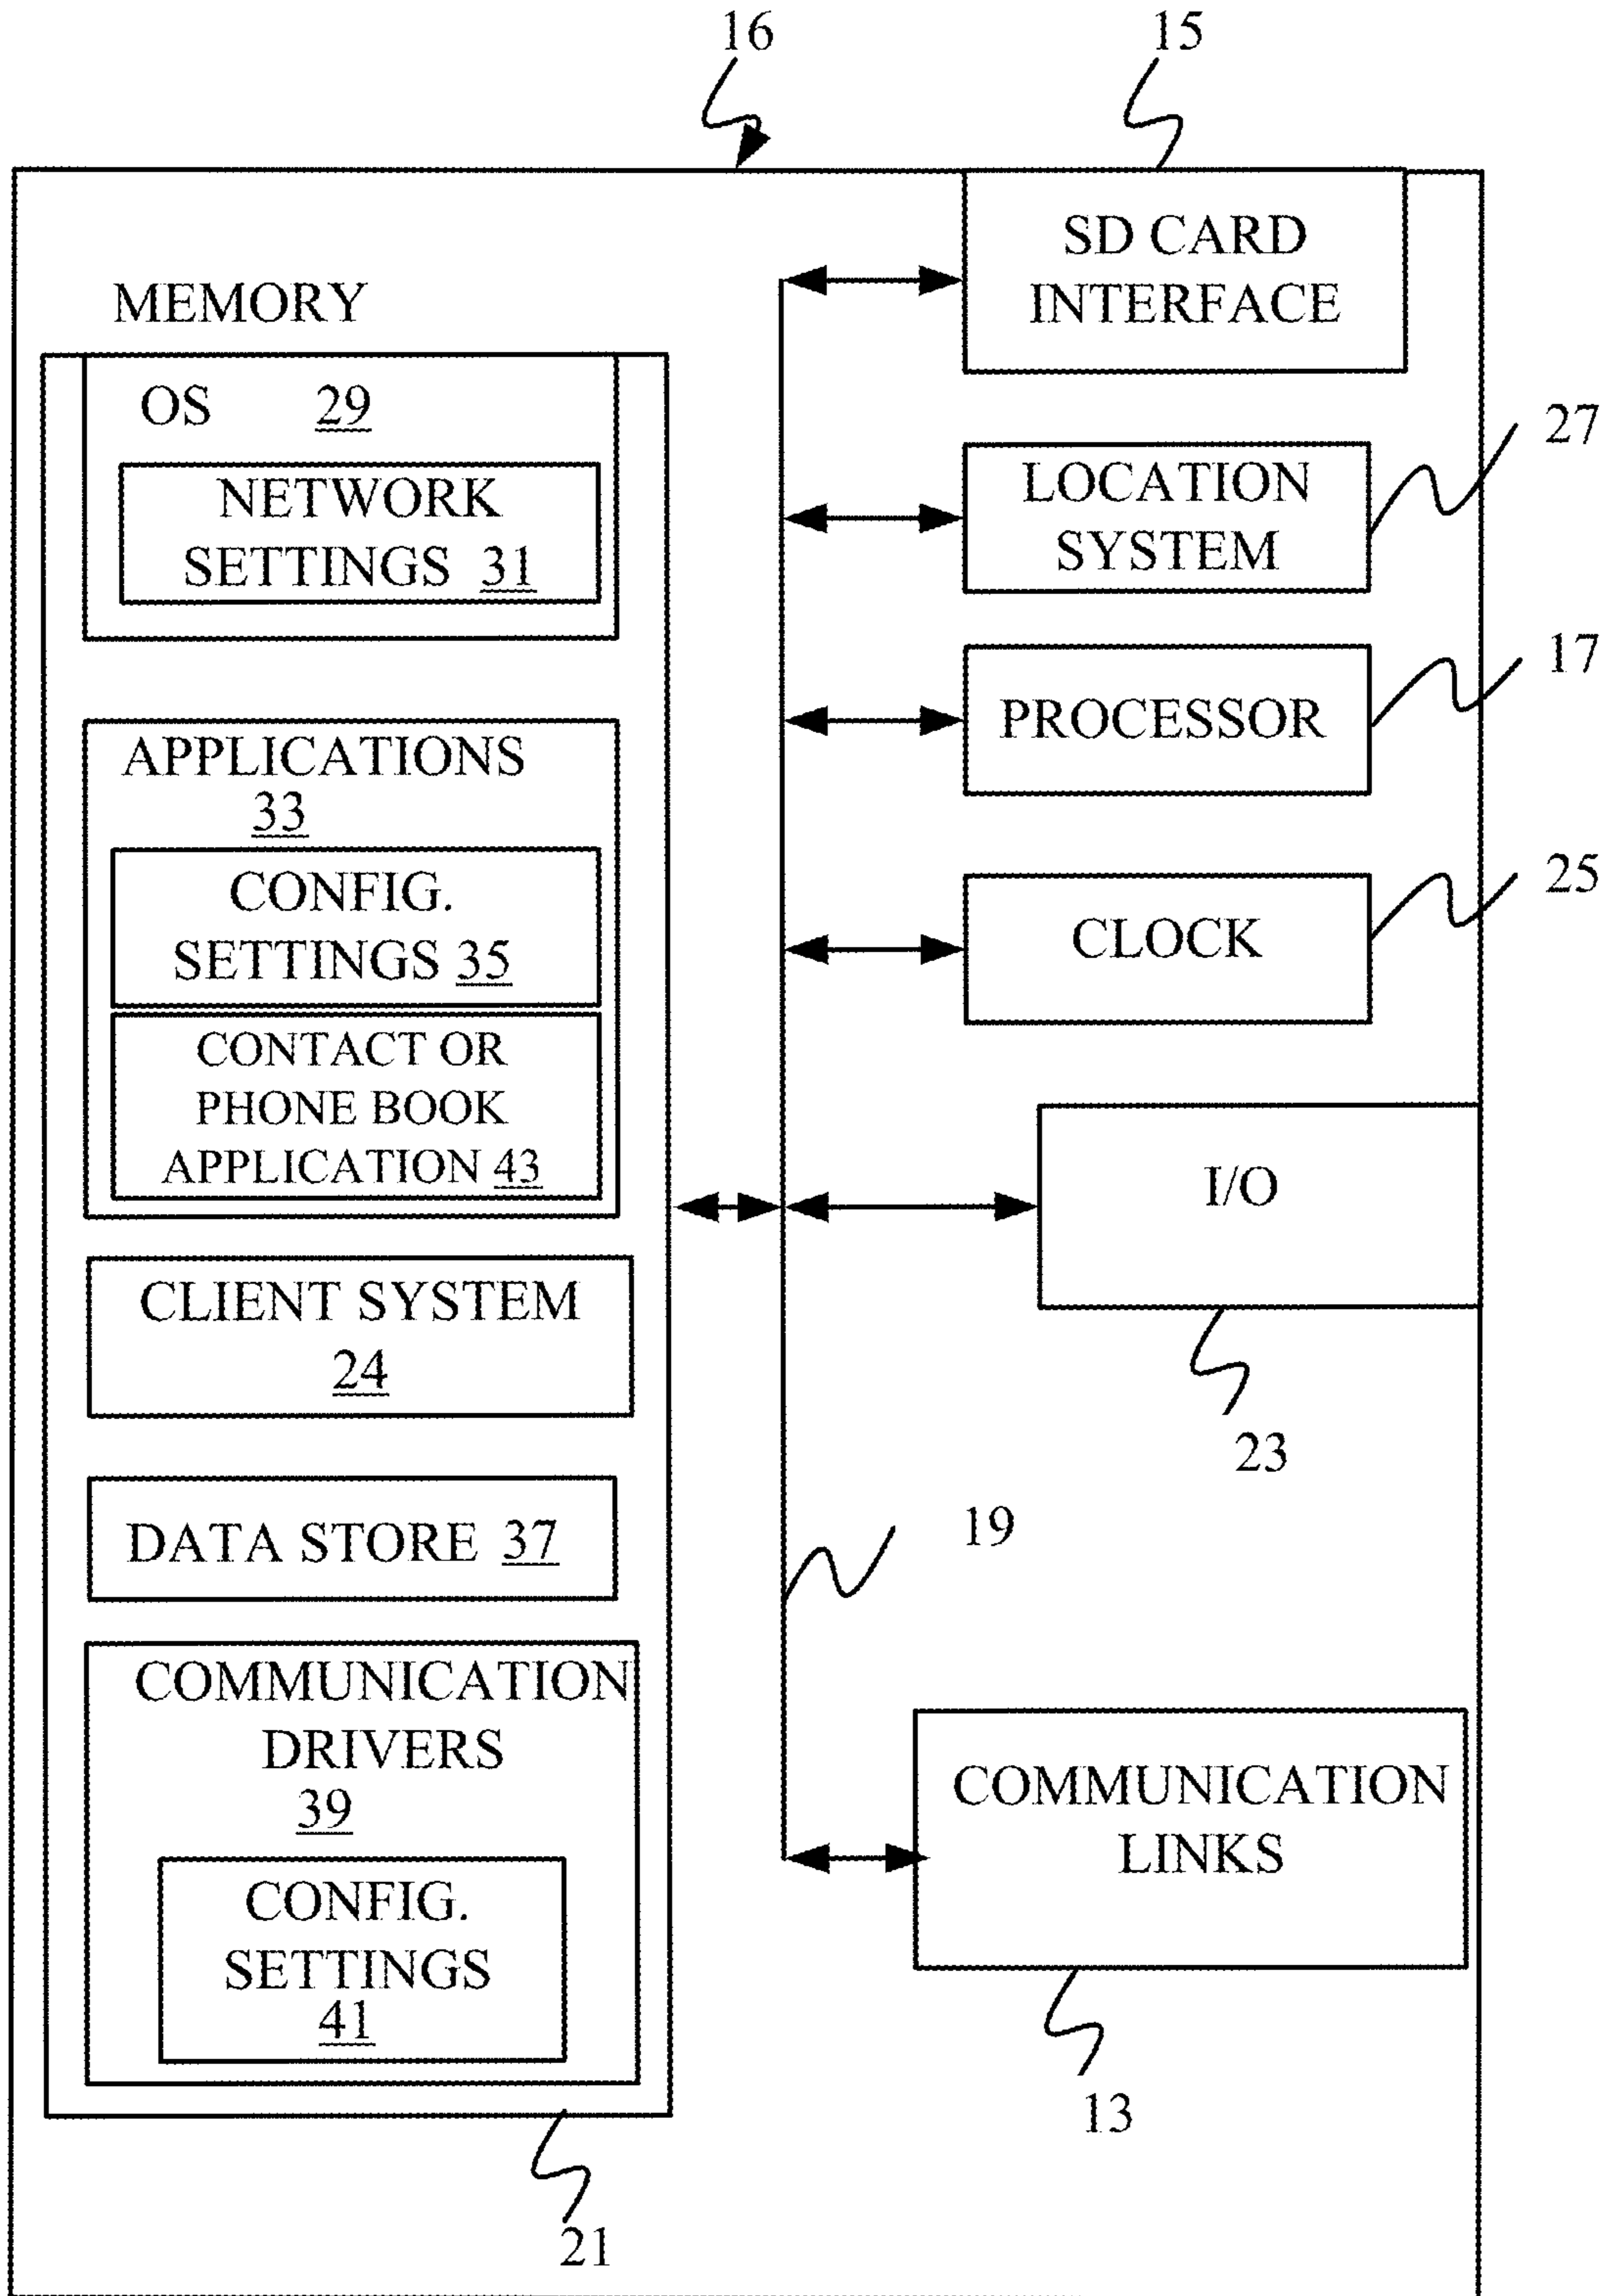 16
15
SD CARD
INTERFACE
MEMORY
OS 29
NETWORK
SETTINGS 31
27
LOCATION
SYSTEM
17
PROCESSOR
APPLICATIONS
33
CONFIG.
SETTINGS 35
25
CLOCK
CONTACT OR
PHONE BOOK
APPLICATION 43
I/O
23
CLIENT SYSTEM
24
19
DATA STORE 37
COMMUNICATION
DRIVERS
39
CONFIG.
SETTINGS
41
COMMUNICATION
LINKS
13
21